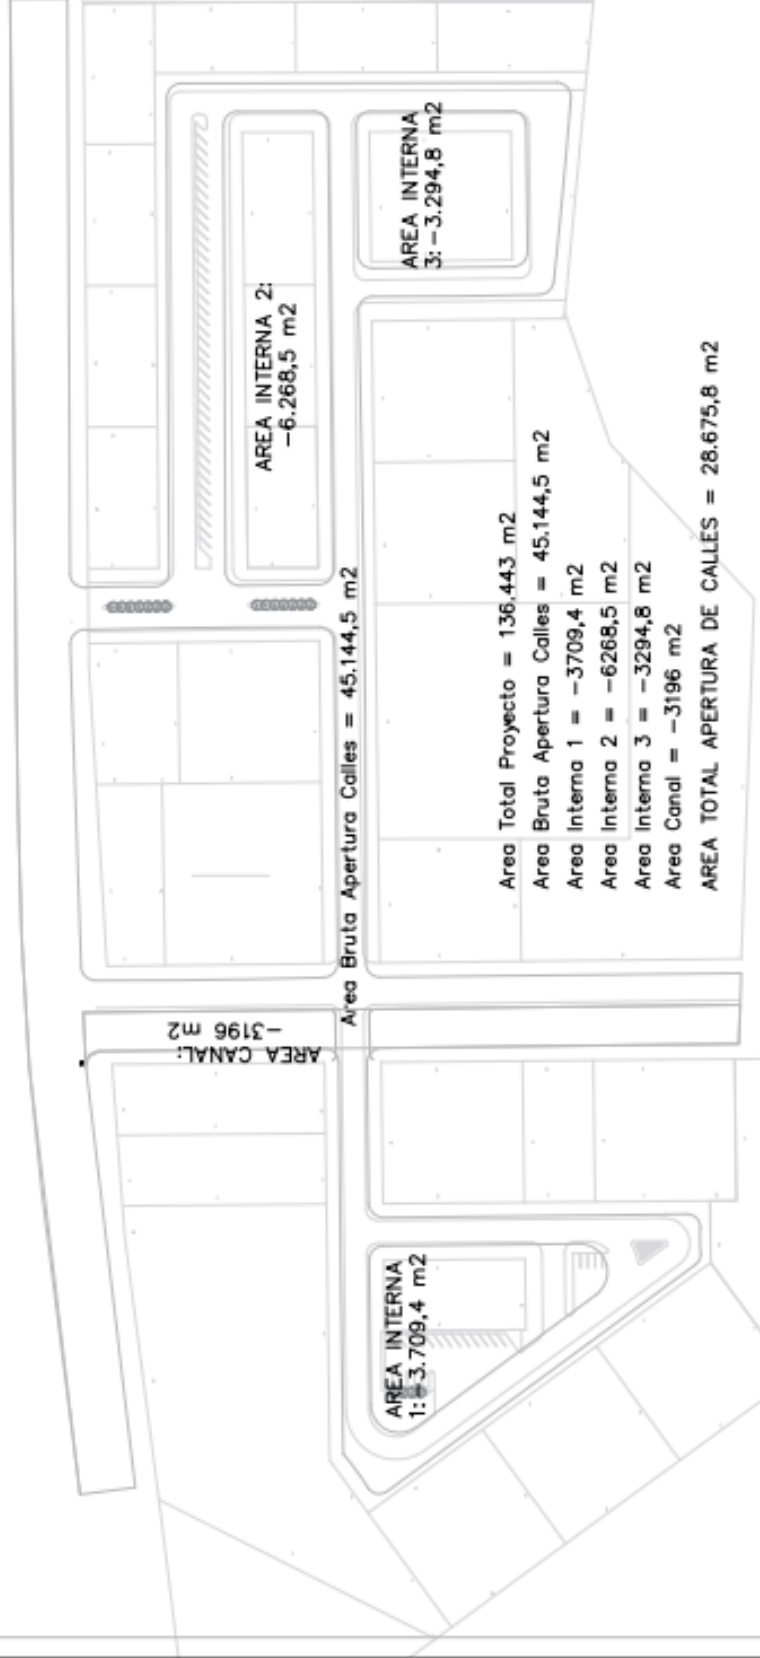 AREA INTERNA 2:
-6.268,5 m2
AREA INTERNA
3: -3.294,8 m2
Area Bruta Apertura Calles = 45.144,5 m2
AREA CANAL:
-3196 m2
AREA INTERNA
1: -3.709,4 m2
Area Total Proyecto = 136.443 m2
Area Bruta Apertura Calles = 45.144,5 m2
Area Interna 1 = -3709,4 m2
Area Interna 2 = -6268,5 m2
Area Interna 3 = -3294,8 m2
Area Canal = -3196 m2
AREA TOTAL APERTURA DE CALLES = 28.675,8 m2